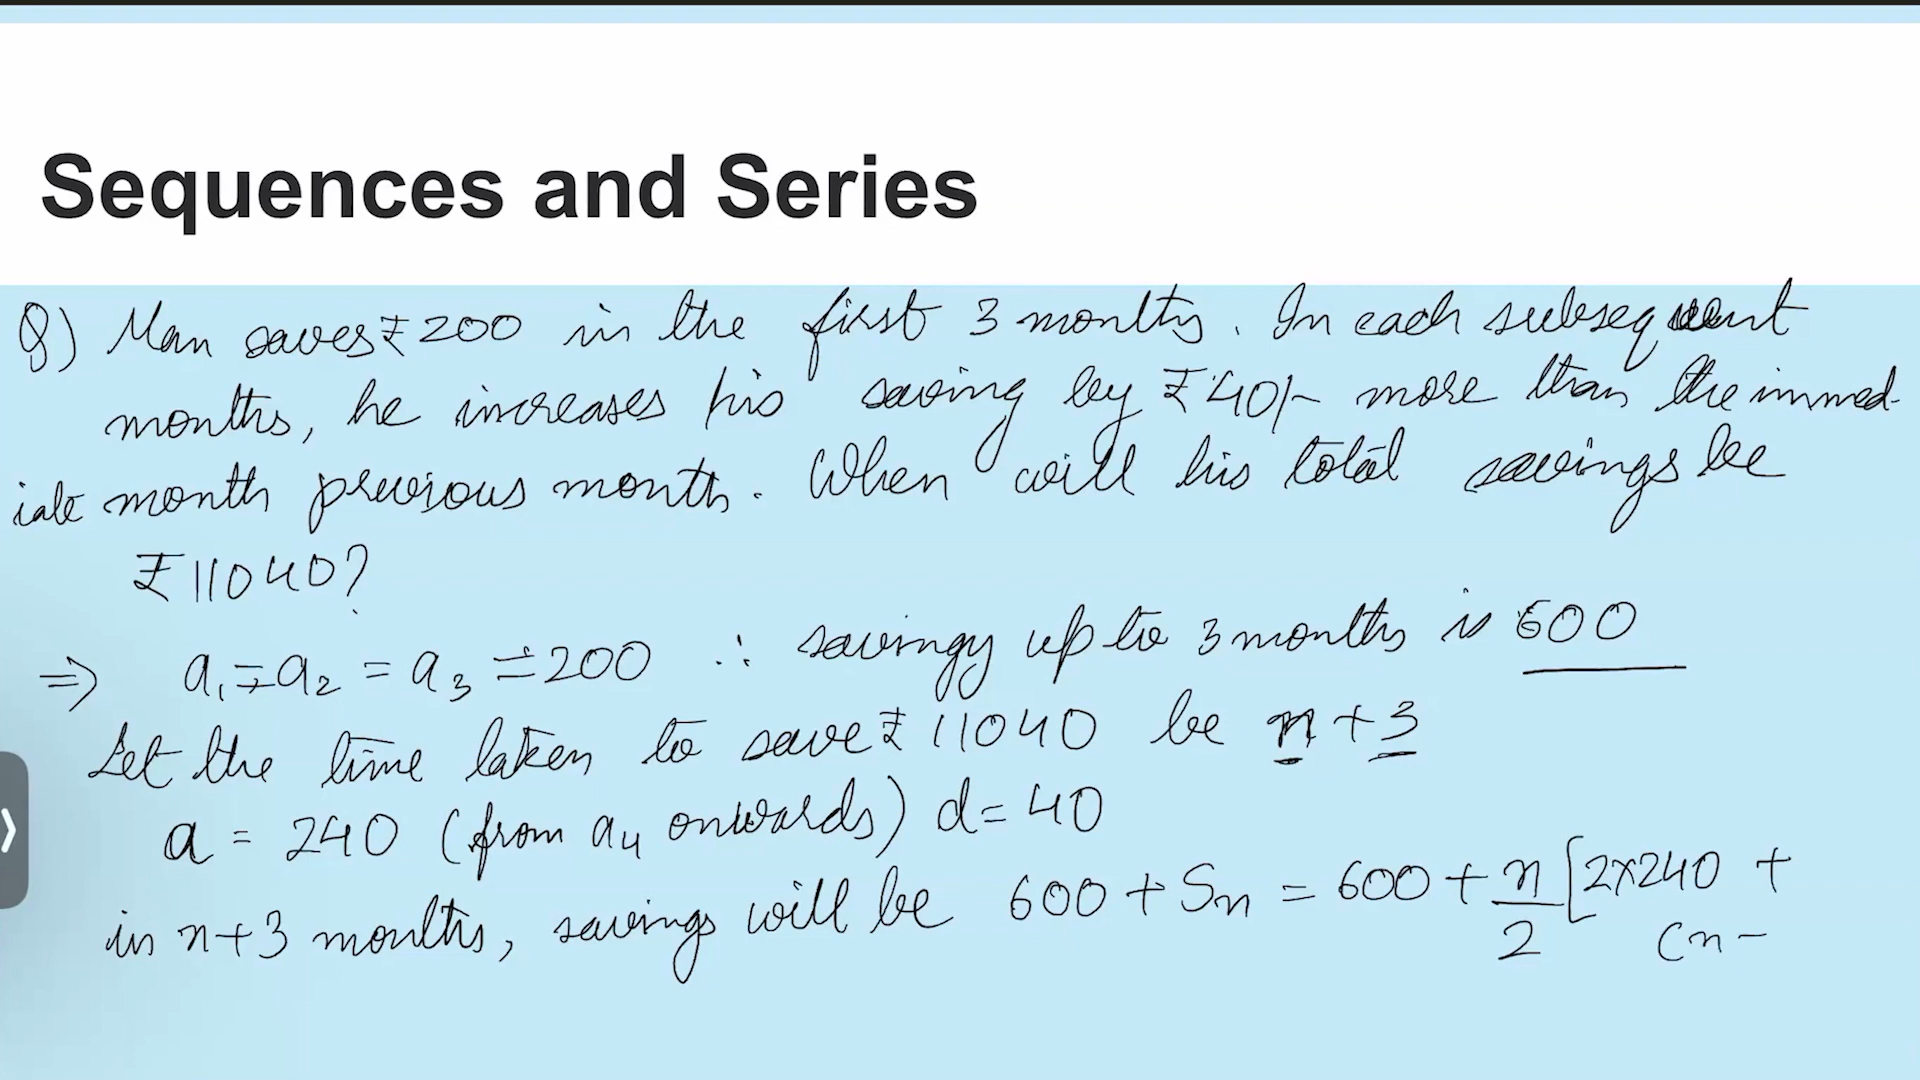 Sequences and Series
Q) Man saves ₹200 in the first 3 months. In each subsequent
months, he increases his saving by ₹40/- more than the immed-
iate month previous month. When will his total savings be
₹11040?
⇒ a₁ = a₂ = a₃ = 200 ∴ savings up to 3 months is 600
Let the time taken to save ₹11040 be n + 3
a = 240 (from a₄ onwards) d = 40
in n+3 months, savings will be 600 + Sₙ = 600 + n/2 [2×240 +
(n -